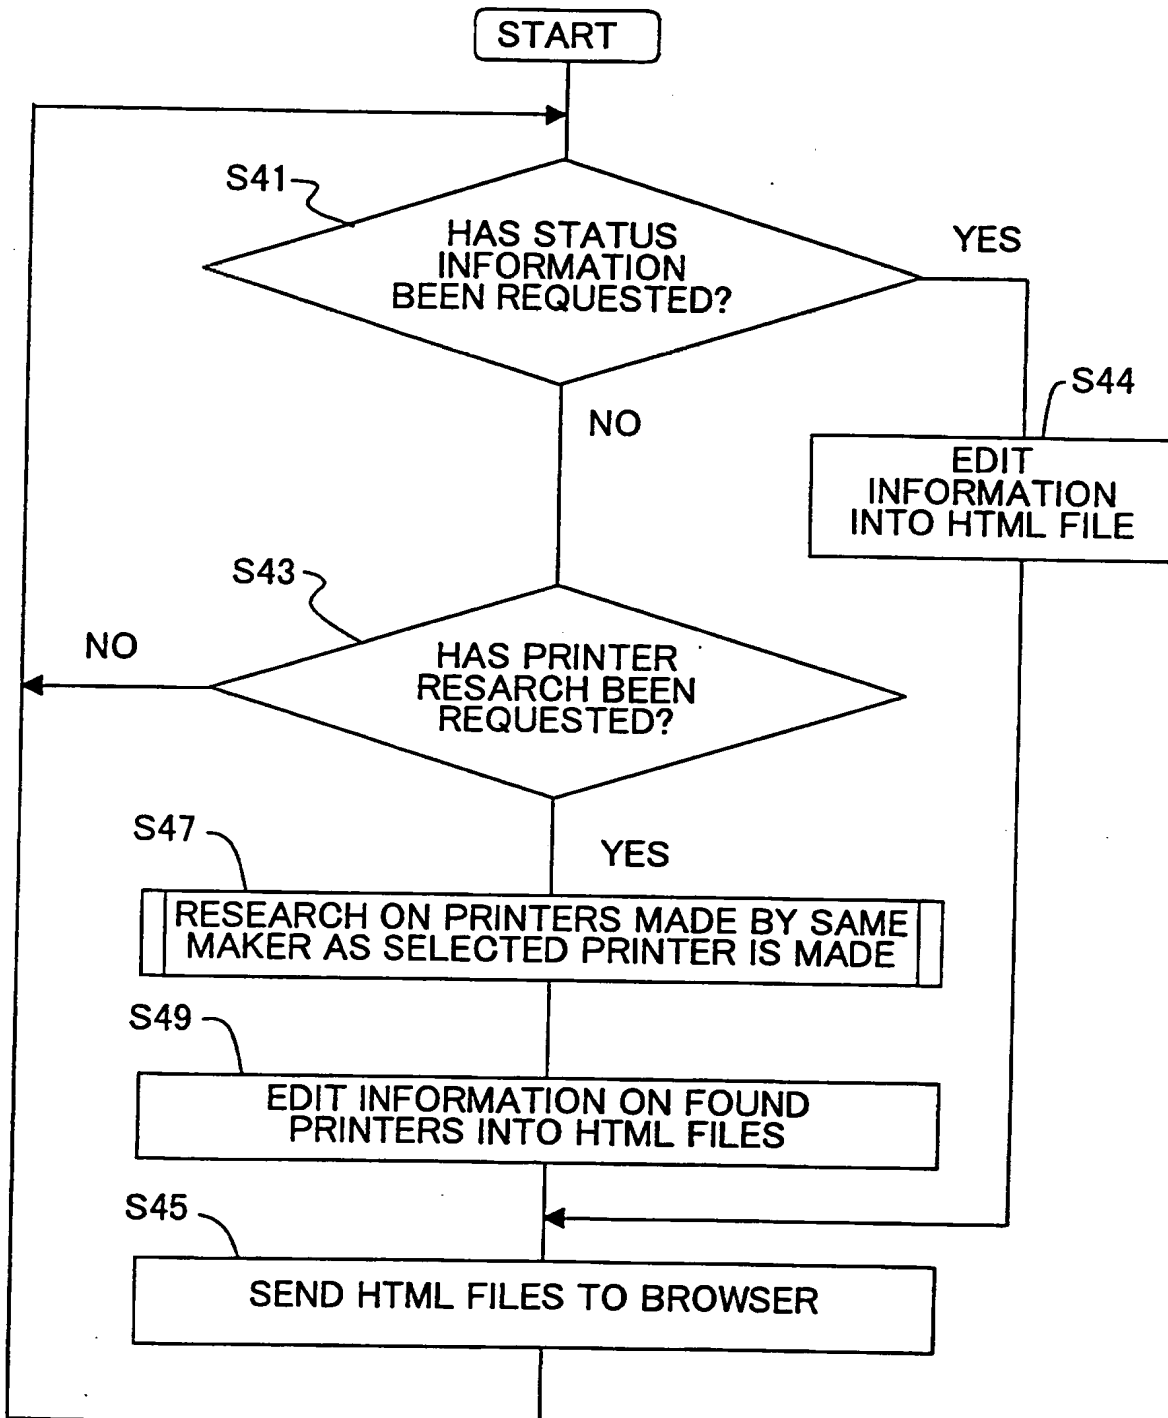 START
S41
HAS STATUS
INFORMATION
BEEN REQUESTED?
YES
NO
S44
EDIT
INFORMATION
INTO HTML FILE
S43
NO
HAS PRINTER
RESARCH BEEN
REQUESTED?
S47
YES
RESEARCH ON PRINTERS MADE BY SAME
MAKER AS SELECTED PRINTER IS MADE
S49
EDIT INFORMATION ON FOUND
PRINTERS INTO HTML FILES
S45
SEND HTML FILES TO BROWSER